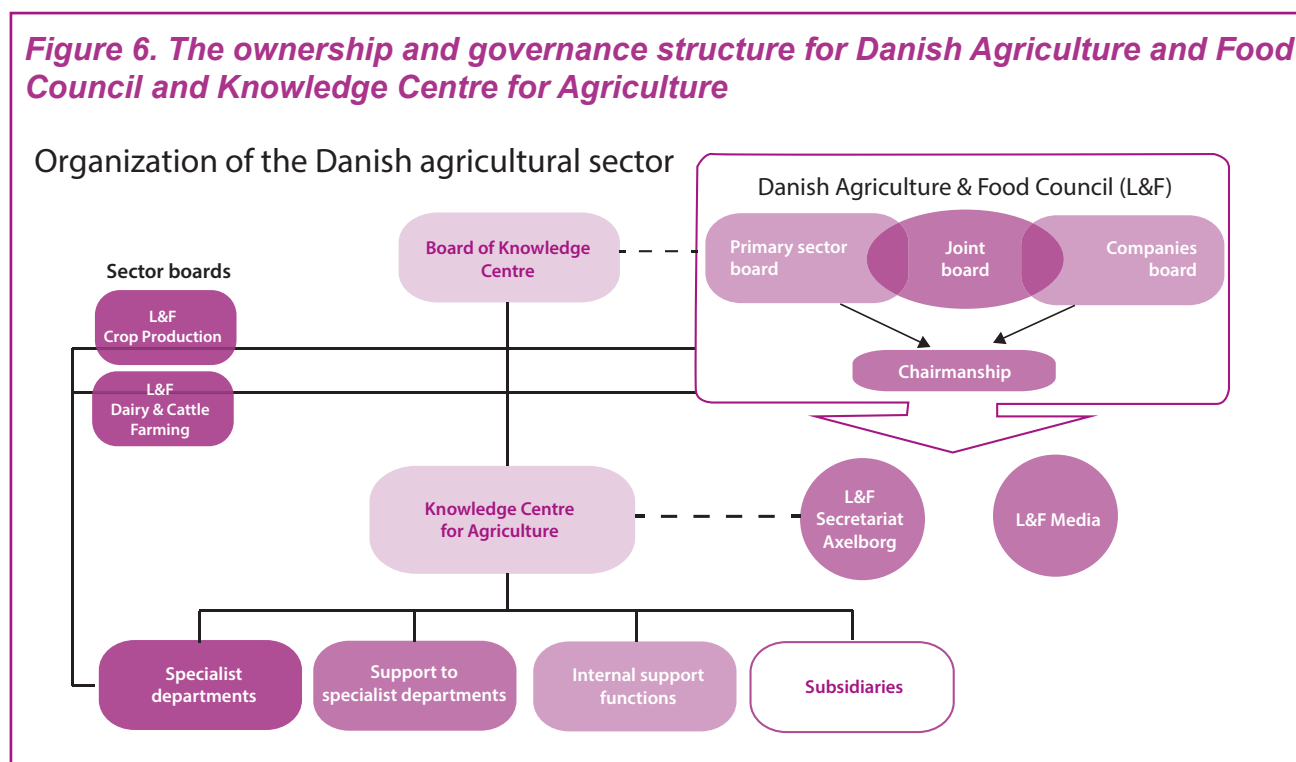 Figure 6. The ownership and governance structure for Danish Agriculture and Food
Council and Knowledge Centre for Agriculture
Organization of the Danish agricultural sector
Danish Agriculture & Food Council (L&F)
Board of Knowledge
Centre
Primary sector
board
Joint
board
Companies
board
Chairmanship
Sector boards
L&F
Crop Production
L&F
Dairy & Cattle
Farming
Knowledge Centre
for Agriculture
L&F
Secretariat
Axelborg
L&F Media
Specialist
departments
Support to
specialist departments
Internal support
functions
Subsidiaries